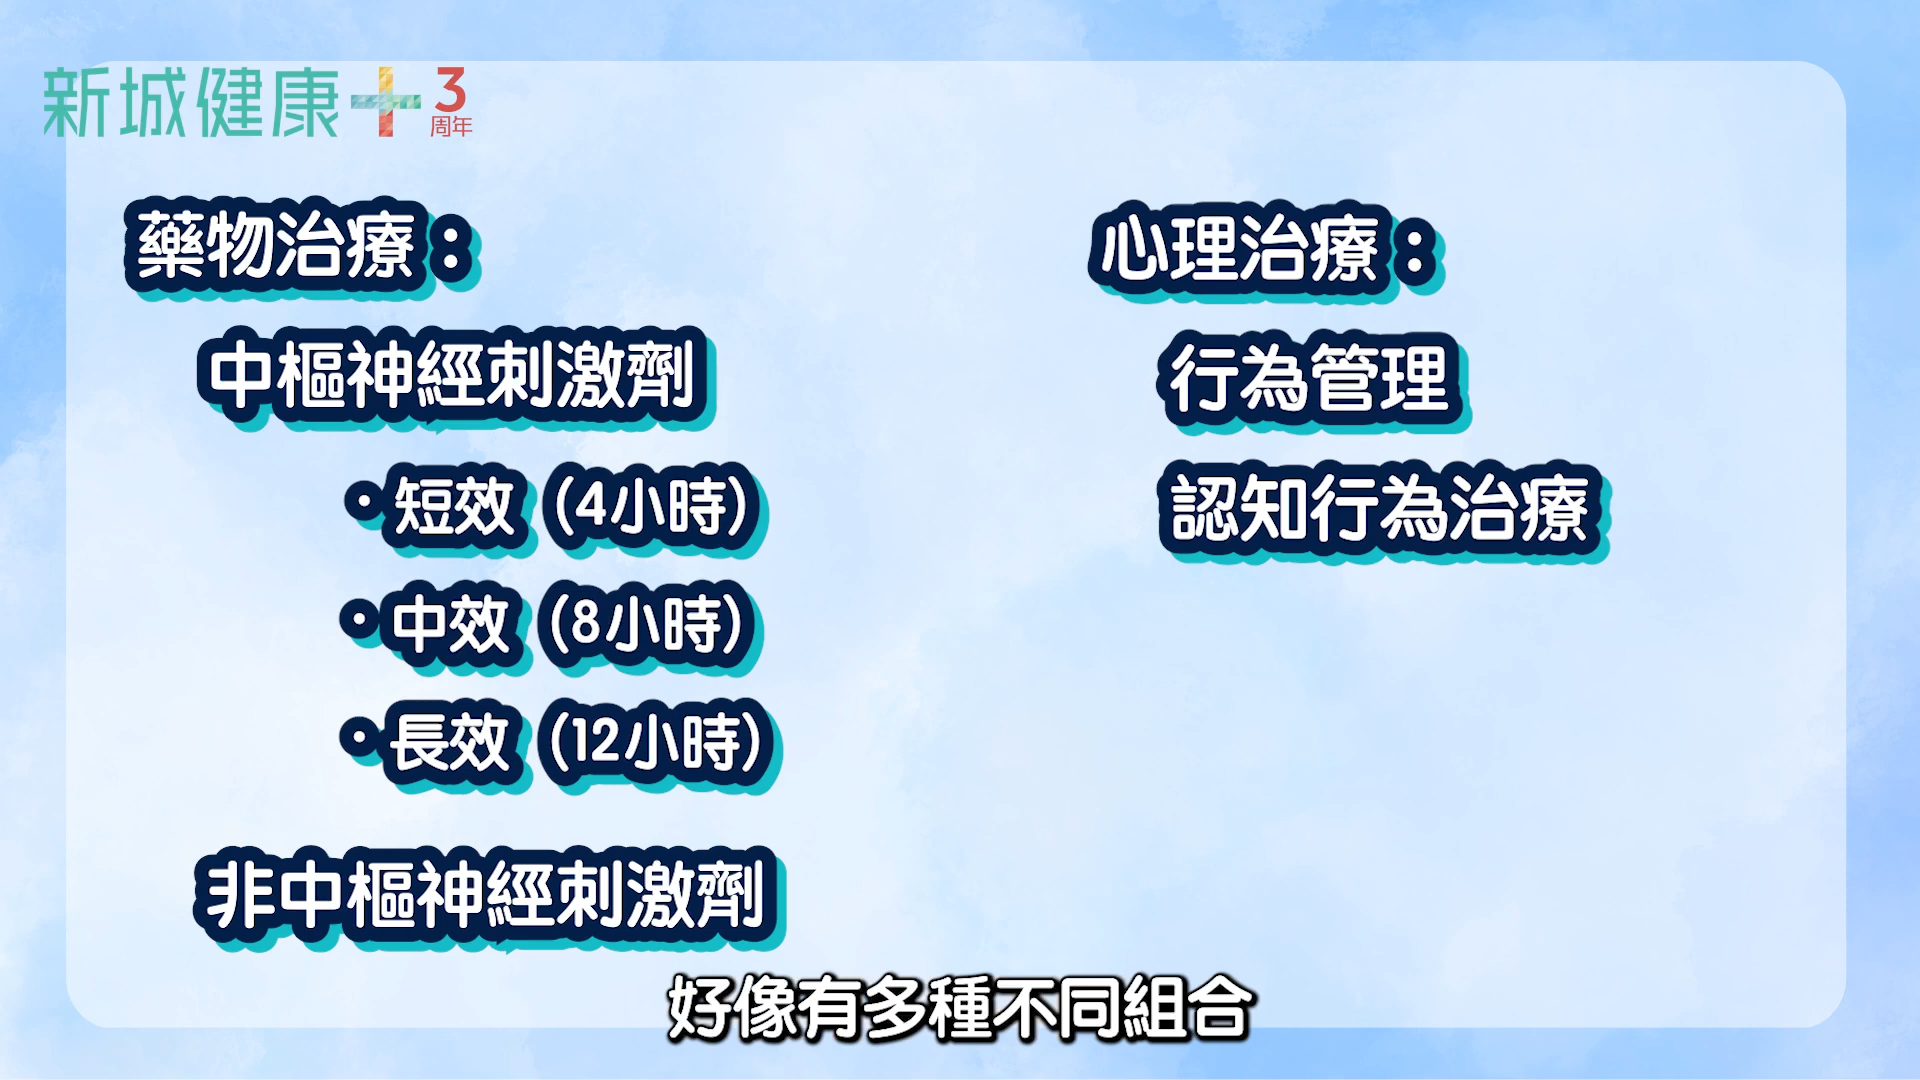 新城健康+3周年
藥物治療：
中樞神經刺激劑
•短效（4小時）
•中效（8小時）
•長效（12小時）
非中樞神經刺激劑
心理治療：
行為管理
認知行為治療
好像有多種不同組合